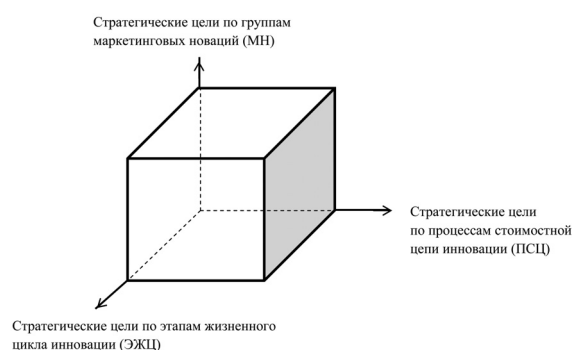 Стратегические цели по группам
маркетинговых новаций (МН)
Стратегические цели
по процессам стоимостной
цепи инновации (ПСЦ)
Стратегические цели по этапам жизненного
цикла инновации (ЭЖЦ)